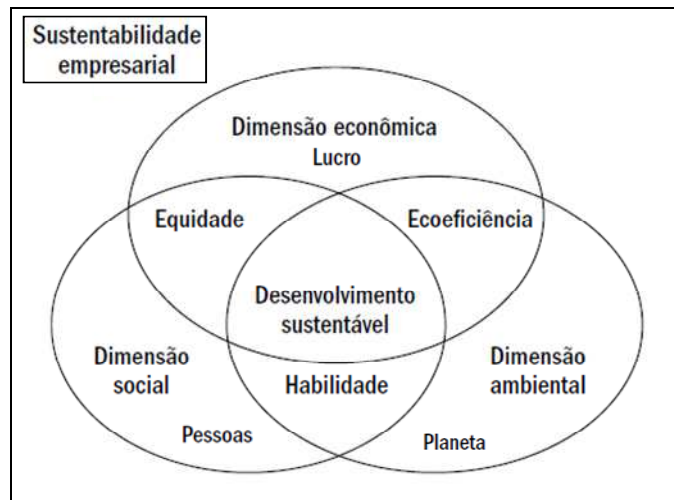 Sustentabilidade
empresarial
Dimensão econômica
Lucro
Equidade
Ecoeficiência
Desenvolvimento
sustentável
Dimensão
social
Habilidade
Dimensão
ambiental
Pessoas
Planeta